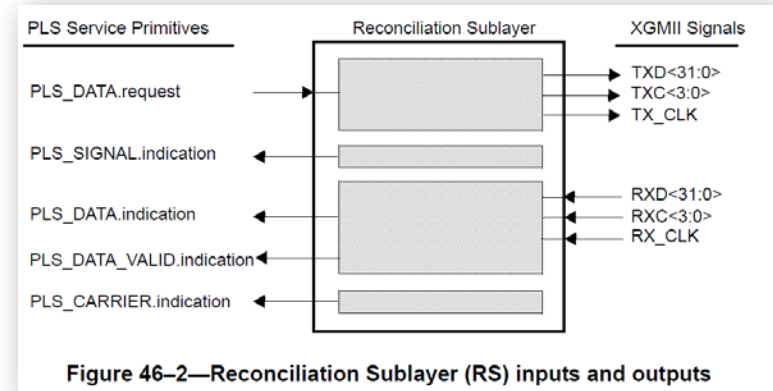 PLS Service Primitives
Reconciliation Sublayer
XGMII Signals
PLS_DATA.request
TXD<31:0>
TXC<3:0>
TX_CLK
PLS_SIGNAL.indication
PLS_DATA.indication
RXD<31:0>
RXC<3:0>
RX_CLK
PLS_DATA_VALID.indication
PLS_CARRIER.indication
Figure 46–2—Reconciliation Sublayer (RS) inputs and outputs